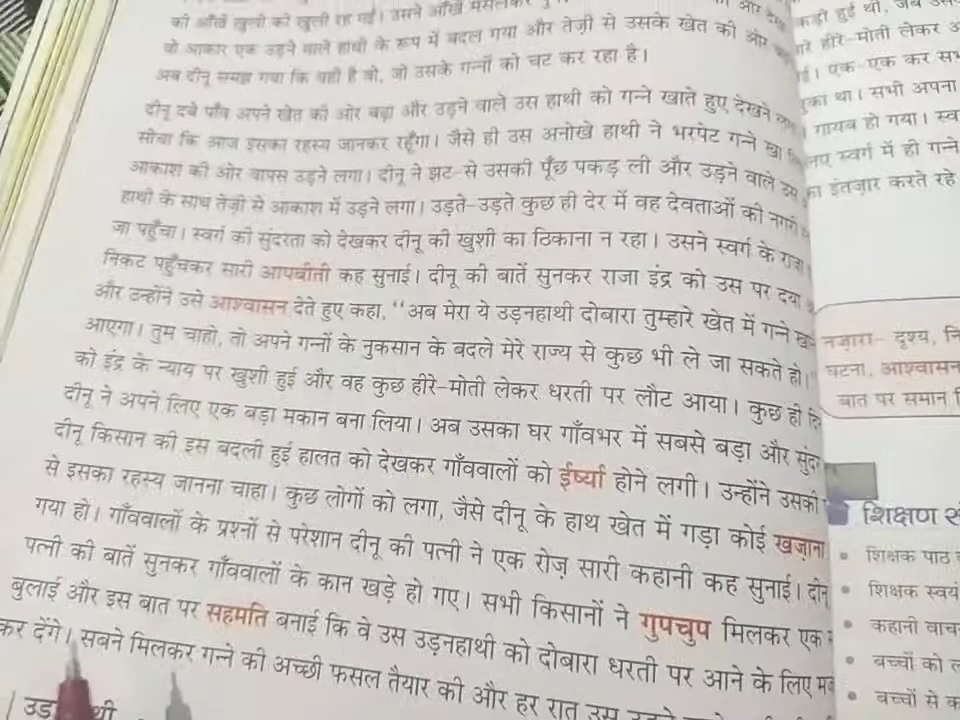 की आँखें खुली की खुली रह गईं। उसने आँखें मसलकर
वो आकार एक उड़ने वाले हाथी के रूप में बदल गया और तेज़ी से उसके खेत की ओर
अब दीनू समझ गया कि यही है वो, जो उसके गन्नों को चट कर रहा है।
दीनू दबे पाँव अपने खेत की ओर बढ़ा और उड़ने वाले उस हाथी को गन्ने खाते हुए देखने
सोचा कि आज इसका रहस्य जानकर रहूँगा। जैसे ही उस अनोखे हाथी ने भरपेट गन्ने खा
आकाश की ओर वापस उड़ने लगा। दीनू ने झट-से उसकी पूँछ पकड़ ली और उड़ने वाले उस
हाथी के साथ तेज़ी से आकाश में उड़ने लगा। उड़ते-उड़ते कुछ ही देर में वह देवताओं की नगरी
जा पहुँचा। स्वर्ग की सुंदरता को देखकर दीनू की खुशी का ठिकाना न रहा। उसने स्वर्ग के राजा
निकट पहुँचकर सारी आपबीती कह सुनाई। दीनू की बातें सुनकर राजा इंद्र को उस पर दया
और उन्होंने उसे आश्वासन देते हुए कहा, "अब मेरा ये उड़नहाथी दोबारा तुम्हारे खेत में गन्ने
आएगा। तुम चाहो, तो अपने गन्नों के नुकसान के बदले मेरे राज्य से कुछ भी ले जा सकते हो।"
को इंद्र के न्याय पर खुशी हुई और वह कुछ हीरे-मोती लेकर धरती पर लौट आया। कुछ ही
दीनू ने अपने लिए एक बड़ा मकान बना लिया। अब उसका घर गाँवभर में सबसे बड़ा और सुंदर
दीनू किसान की इस बदली हुई हालत को देखकर गाँववालों को ईर्ष्या होने लगी। उन्होंने उसकी
से इसका रहस्य जानना चाहा। कुछ लोगों को लगा, जैसे दीनू के हाथ खेत में गड़ा कोई खज़ाना
गया हो। गाँववालों के प्रश्नों से परेशान दीनू की पत्नी ने एक रोज़ सारी कहानी कह सुनाई। दीनू
पत्नी की बातें सुनकर गाँववालों के कान खड़े हो गए। सभी किसानों ने गुपचुप मिलकर एक
बुलाई और इस बात पर सहमति बनाई कि वे उस उड़नहाथी को दोबारा धरती पर आने के लिए
कर देंगे। सबने मिलकर गन्ने की अच्छी फसल तैयार की और हर रात उस
हीरे-मोती लेकर
एक-एक कर सभी
था। सभी अपना
गायब हो गया।
स्वर्ग में ही गन्ने
इंतज़ार करते रहे
नज़ारा- दृश्य,
घटना, आश्वासन
बात पर समान
शिक्षण
• शिक्षक पाठ
• शिक्षक स्वयं
• कहानी
• बच्चों को
• बच्चों से